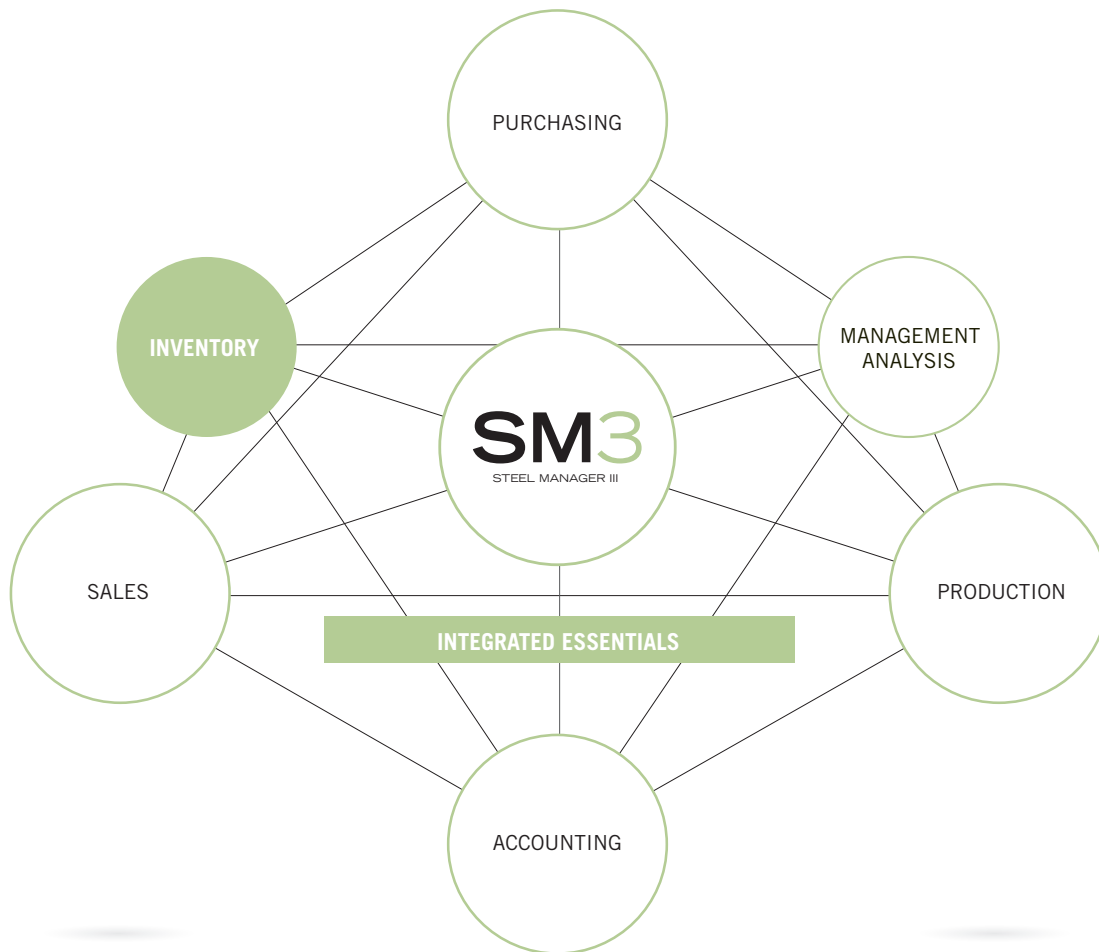 PURCHASING
INVENTORY
MANAGEMENT
ANALYSIS
SM3
STEEL MANAGER III
SALES
PRODUCTION
INTEGRATED ESSENTIALS
ACCOUNTING